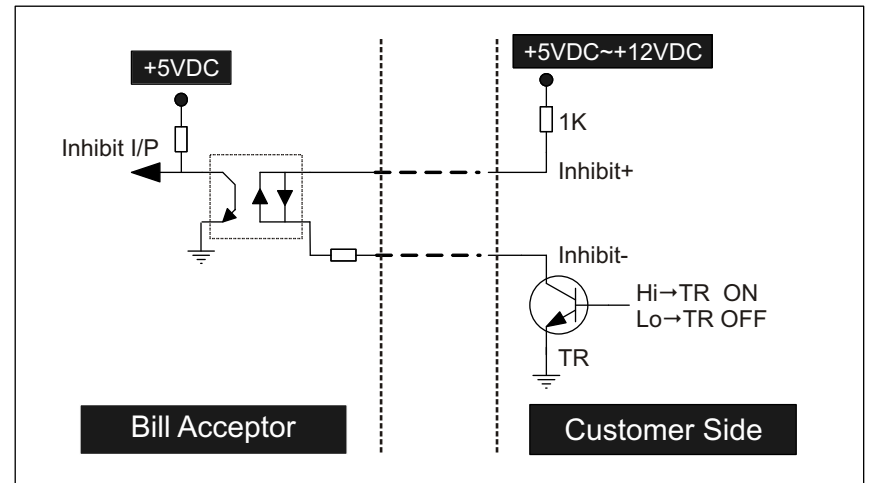 +5VDC
+5VDC~+12VDC
1K
Inhibit I/P
Inhibit+
Inhibit-
Hi→TR ON
Lo→TR OFF
TR
Bill Acceptor
Customer Side